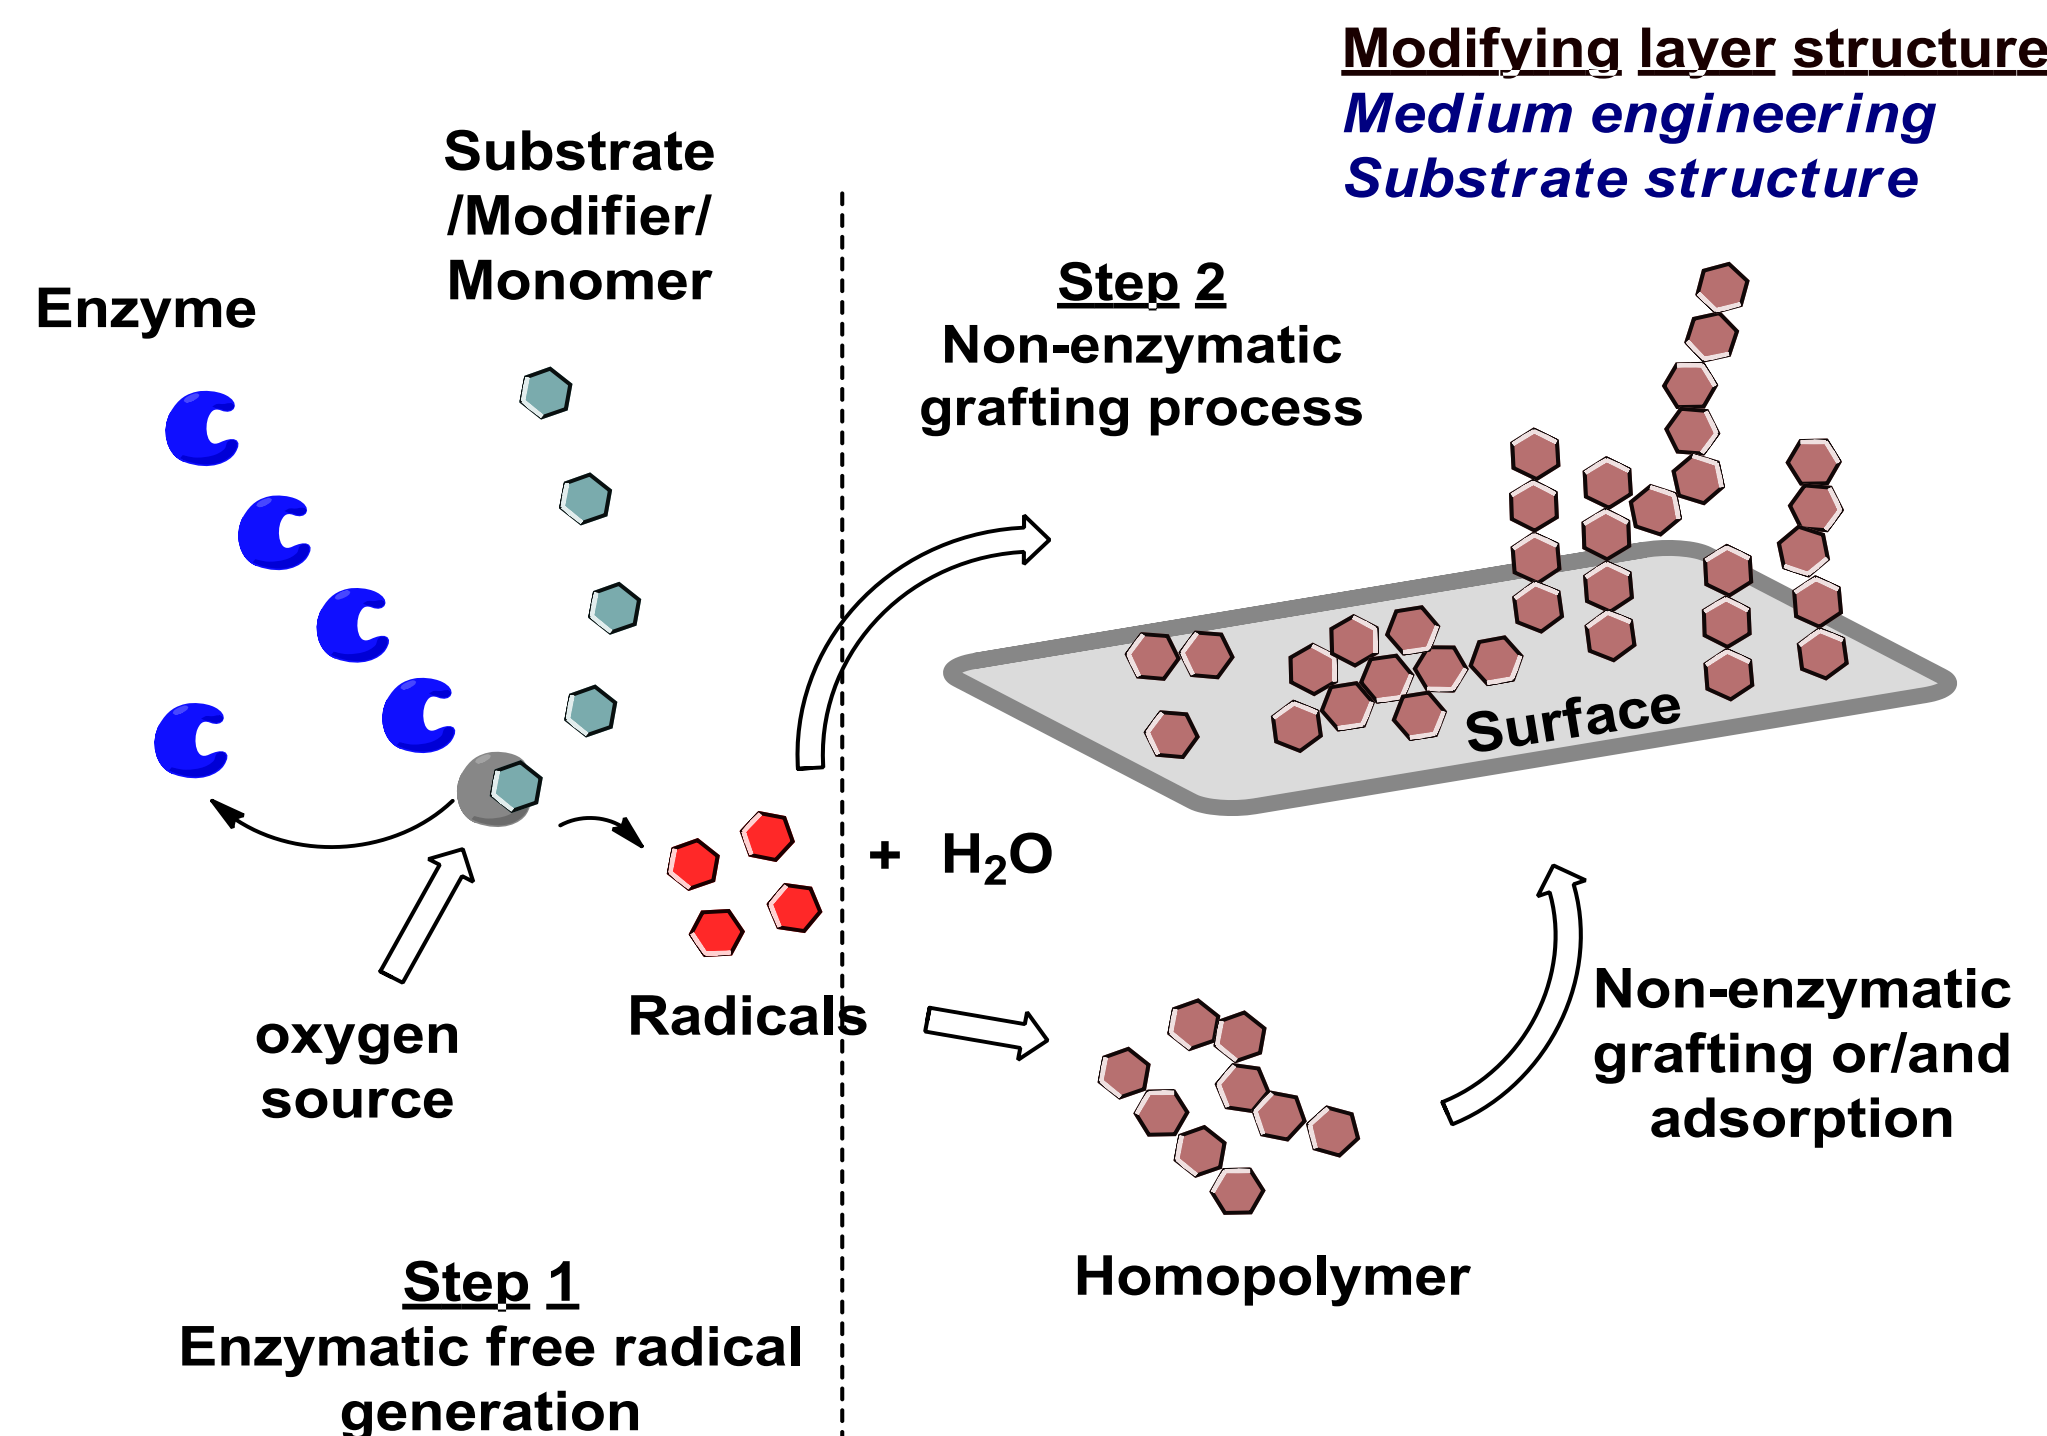 Modifying layer structure
Medium engineering
Substrate structure
Substrate
/Modifier/
Monomer
Enzyme
Step 2
Non-enzymatic
grafting process
Surface
+ H₂O
Radicals
oxygen
source
Non-enzymatic
grafting or/and
adsorption
Homopolymer
Step 1
Enzymatic free radical
generation